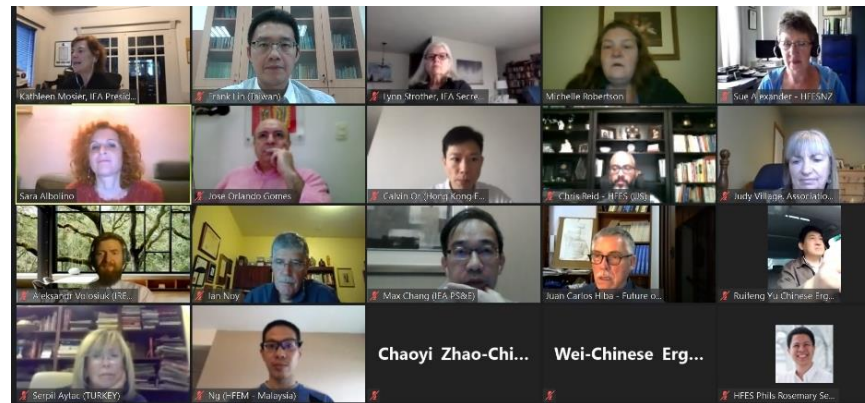 Kathleen Mosier, IEA Presid...
Frank Lin (Taiwan)
Lynn Strother, IEA Secre...
Michelle Robertson
Sue Alexander - HFESNZ
Sara Albolino
Jose Orlando Gomes
Calvin Or (Hong Kong E...
Chris Reid - HFES (US)
Judy Village, Associatio...
Aleksandr Volosiuk (IRE...
Ian Noy
Max Chang (IEA PS&E)
Juan Carlos Hiba - Future o...
Ruifeng Yu Chinese Erg...
Serpil Aytac (TURKEY)
Ng (HFEM - Malaysia)
Chaoyi Zhao-Chi...
Wei-Chinese Erg...
HFES Phils Rosemary Se...